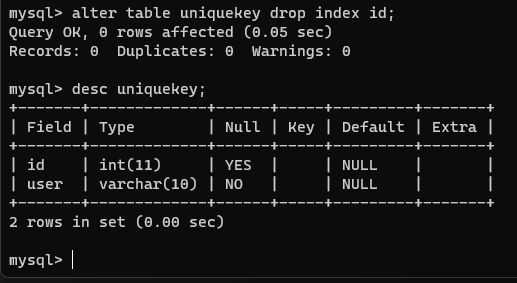 mysql> alter table uniquekey drop index id;
Query OK, 0 rows affected (0.05 sec)
Records: 0  Duplicates: 0  Warnings: 0

mysql> desc uniquekey;
+-------+-------------+------+-----+---------+-------+
| Field | Type        | Null | Key | Default | Extra |
+-------+-------------+------+-----+---------+-------+
| id    | int(11)     | YES  |     | NULL    |       |
| user  | varchar(10) | NO   |     | NULL    |       |
+-------+-------------+------+-----+---------+-------+
2 rows in set (0.00 sec)

mysql>